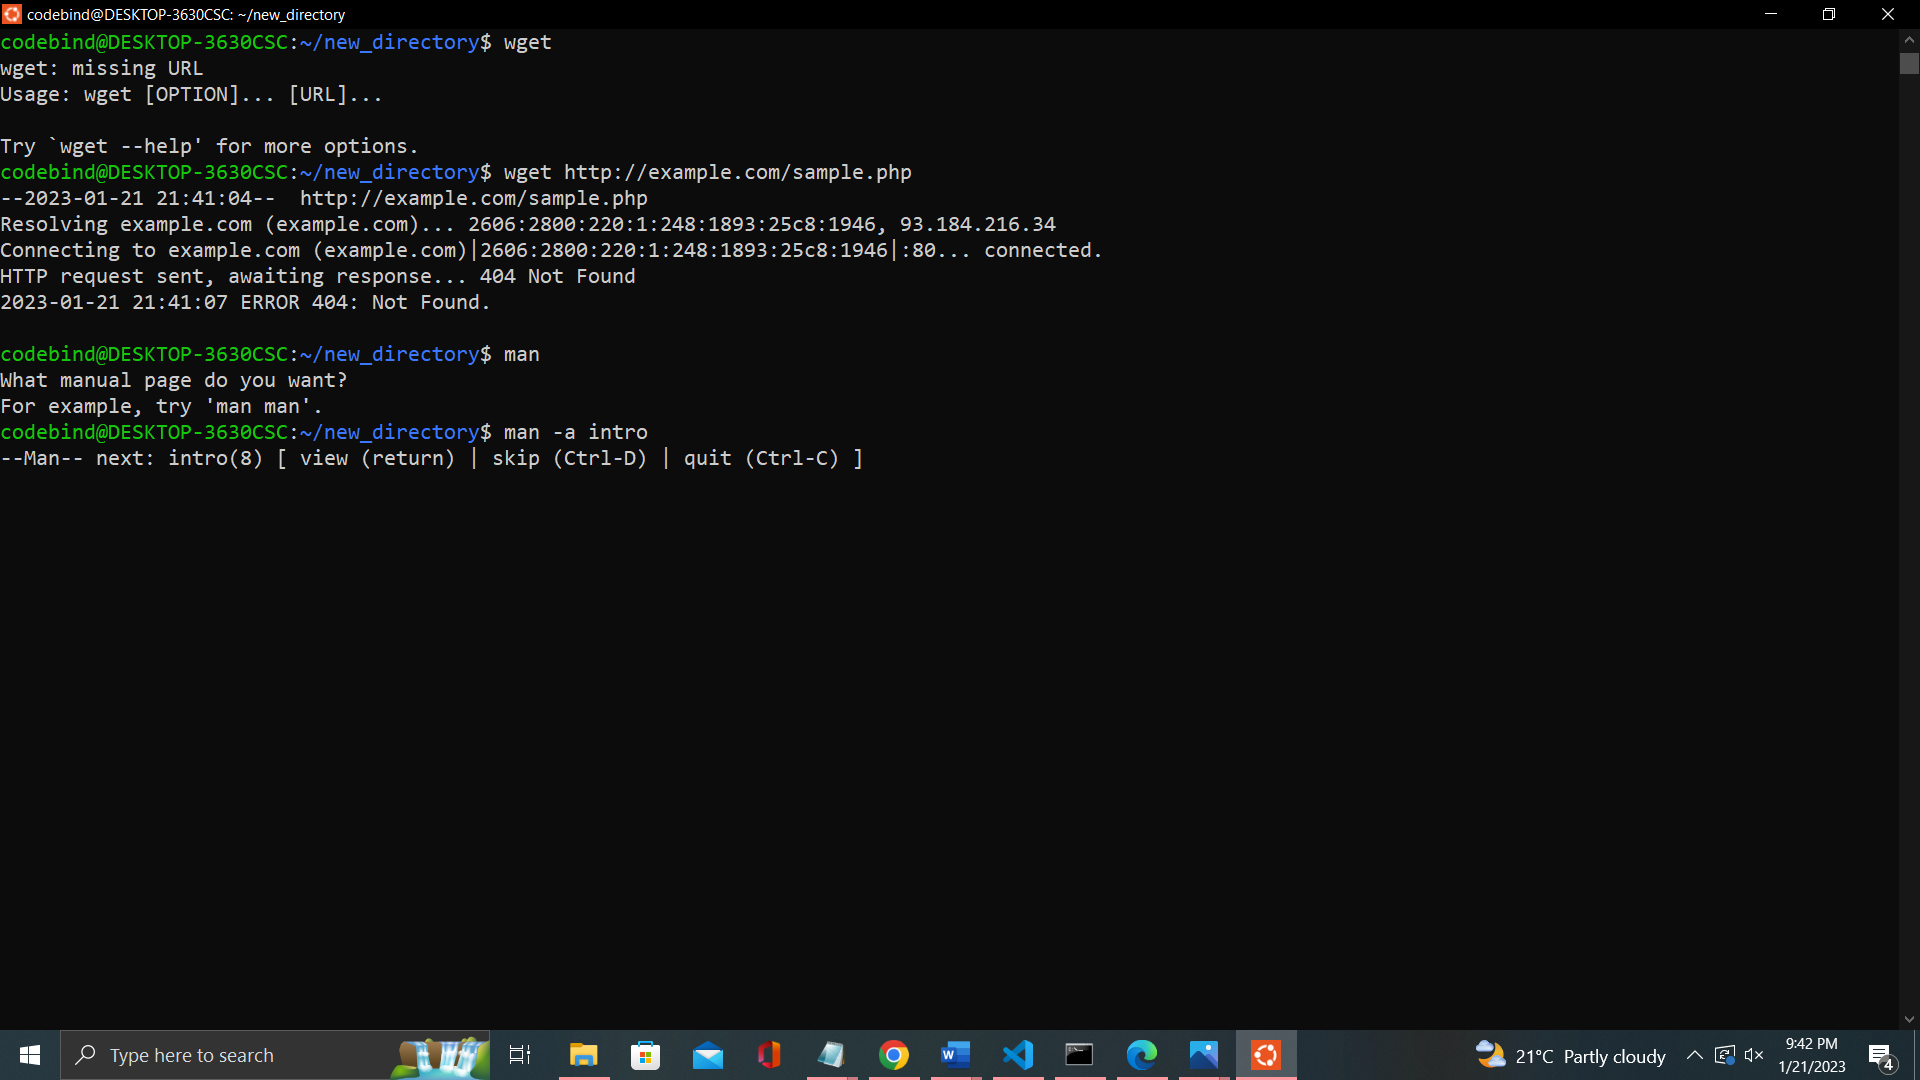 codebind@DESKTOP-3630CSC: ~/new_directory
codebind@DESKTOP-3630CSC:~/new_directory$ wget
wget: missing URL
Usage: wget [OPTION]... [URL]...
Try `wget --help' for more options.
codebind@DESKTOP-3630CSC:~/new_directory$ wget http://example.com/sample.php
--2023-01-21 21:41:04--  http://example.com/sample.php
Resolving example.com (example.com)... 2606:2800:220:1:248:1893:25c8:1946, 93.184.216.34
Connecting to example.com (example.com)|2606:2800:220:1:248:1893:25c8:1946|:80... connected.
HTTP request sent, awaiting response... 404 Not Found
2023-01-21 21:41:07 ERROR 404: Not Found.
codebind@DESKTOP-3630CSC:~/new_directory$ man
What manual page do you want?
For example, try 'man man'.
codebind@DESKTOP-3630CSC:~/new_directory$ man -a intro
--Man-- next: intro(8) [ view (return) | skip (Ctrl-D) | quit (Ctrl-C) ]
Type here to search
21°C Partly cloudy
9:42 PM
1/21/2023
4